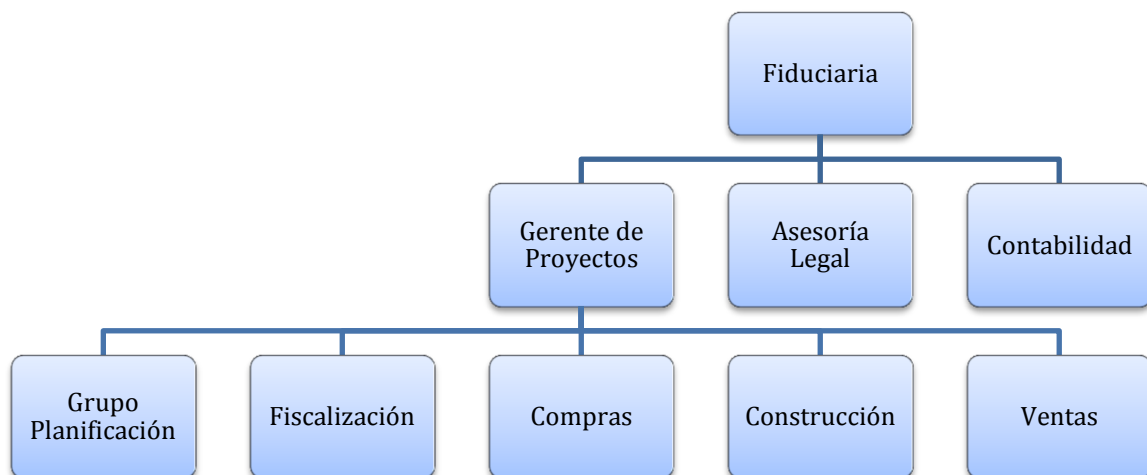 Fiduciaria
Gerente de
Proyectos
Asesoría
Legal
Contabilidad
Grupo
Planificación
Fiscalización
Compras
Construcción
Ventas